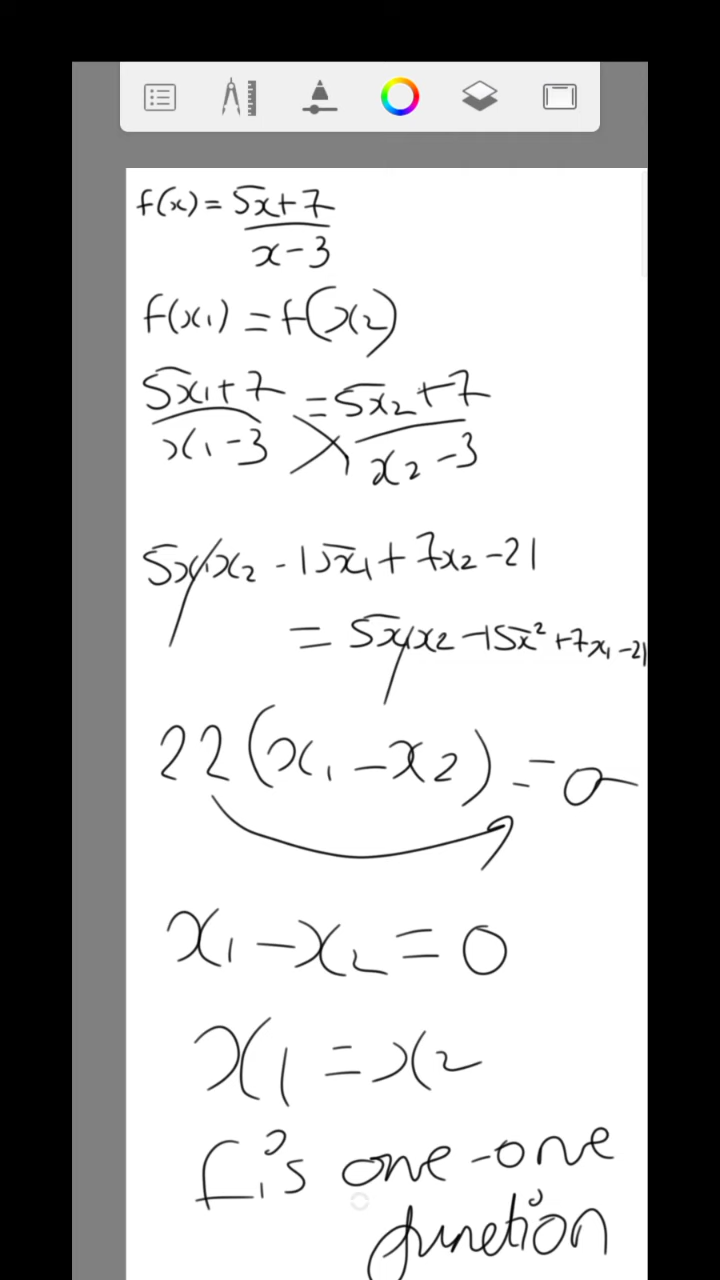 f(x) = 5x+7
x-3
f(x₁) = f(x₂)
5x₁+7 = 5x₂+7
x₁-3 x₂-3
5x₁x₂ - 15x₁ + 7x₂ - 21
= 5x₁x₂ - 15x² + 7x₁ - 21
22(x₁ - x₂) = 0
x₁ - x₂ = 0
x₁ = x₂
f is one-one
function